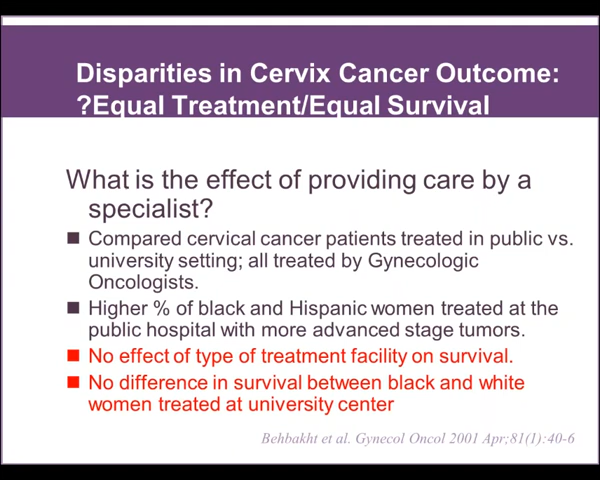 Disparities in Cervix Cancer Outcome:
?Equal Treatment/Equal Survival
What is the effect of providing care by a
specialist?
Compared cervical cancer patients treated in public vs.
university setting; all treated by Gynecologic
Oncologists.
Higher % of black and Hispanic women treated at the
public hospital with more advanced stage tumors.
No effect of type of treatment facility on survival.
No difference in survival between black and white
women treated at university center
Behbakht et al. Gynecol Oncol 2001 Apr;81(1):40-6